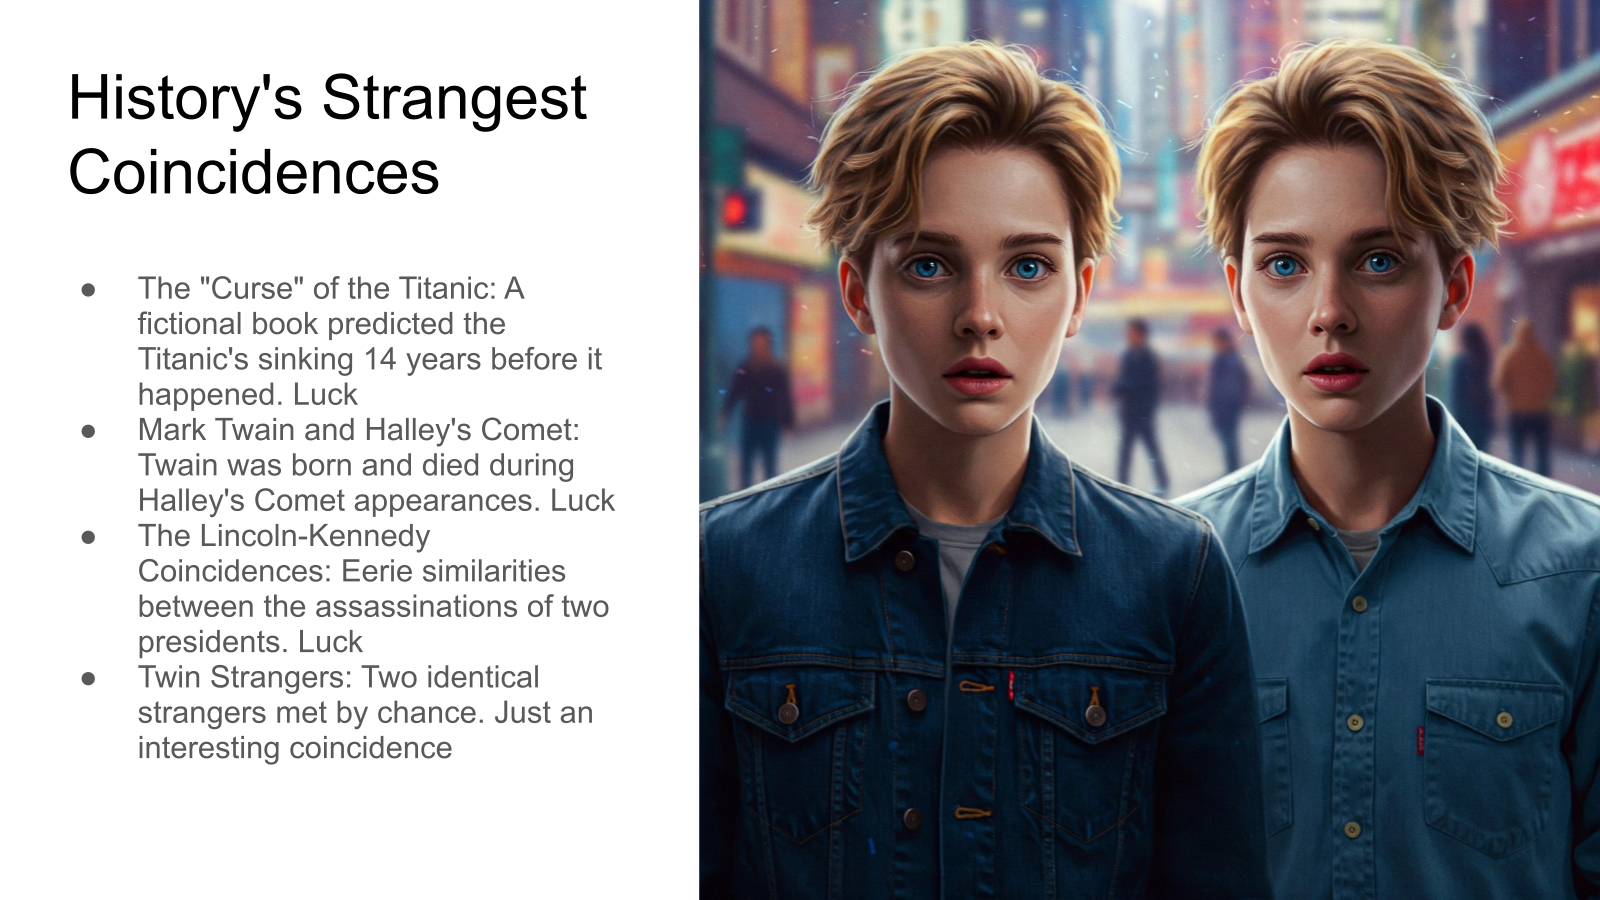 History's Strangest
Coincidences
● The "Curse" of the Titanic: A
fictional book predicted the
Titanic's sinking 14 years before it
happened. Luck
● Mark Twain and Halley's Comet:
Twain was born and died during
Halley's Comet appearances. Luck
● The Lincoln-Kennedy
Coincidences: Eerie similarities
between the assassinations of two
presidents. Luck
● Twin Strangers: Two identical
strangers met by chance. Just an
interesting coincidence